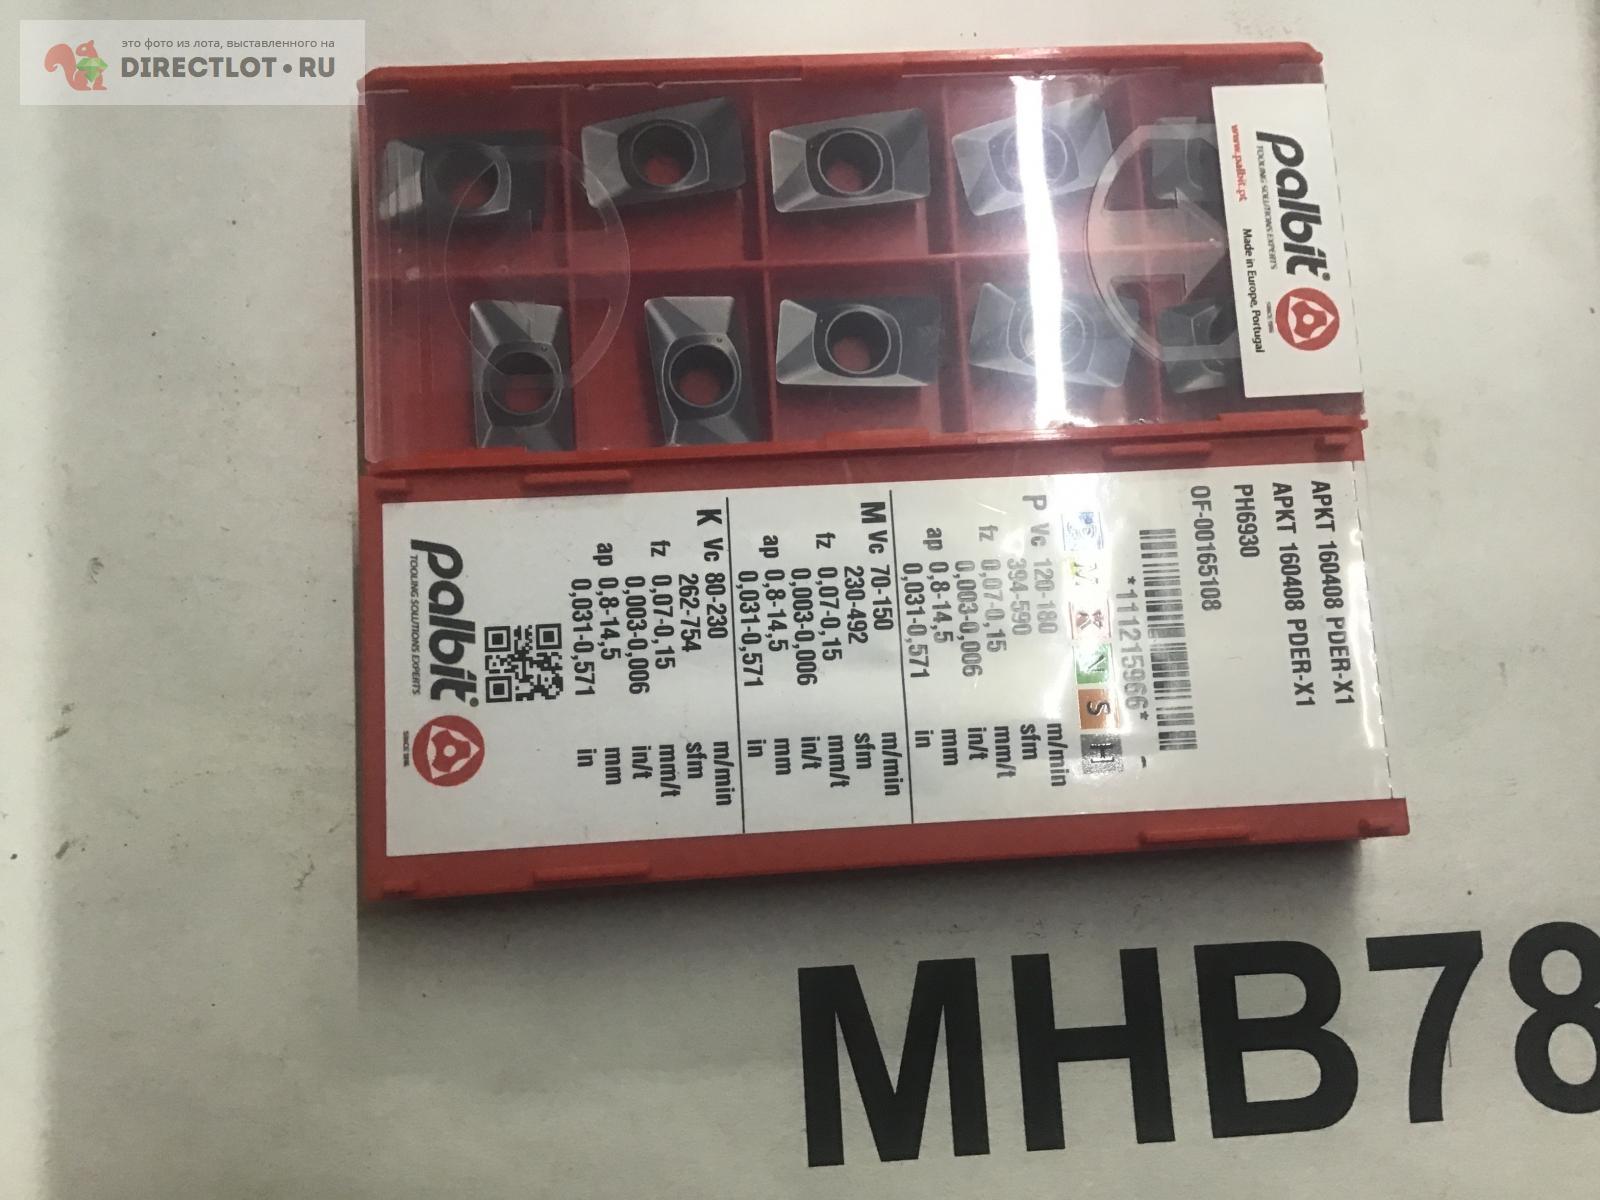 это фото из лота, выставленного на
DIRECTLOT.RU
palbit
TOOLING SOLUTIONS EXPERTS
SINCE 1916
www.palbit.pt
Made in Europe, Portugal
APKT 160408 PDER-X1
APKT 160408 PDER-X1
PH6930
OF-00165108
*1111215966*
P M K N S H
P Vc 120-180 m/min
394-590 sfm
fz 0,07-0,15 mm/t
0,003-0,006 in/t
ap 0,8-14,5 mm
0,031-0,571 in
M Vc 70-150 m/min
230-492 sfm
fz 0,07-0,15 mm/t
0,003-0,006 in/t
ap 0,8-14,5 mm
0,031-0,571 in
K Vc 80-230 m/min
262-754 sfm
fz 0,07-0,15 mm/t
0,003-0,006 in/t
ap 0,8-14,5 mm
0,031-0,571 in
palbit
TOOLING SOLUTIONS EXPERTS
SINCE 1916
MHB78